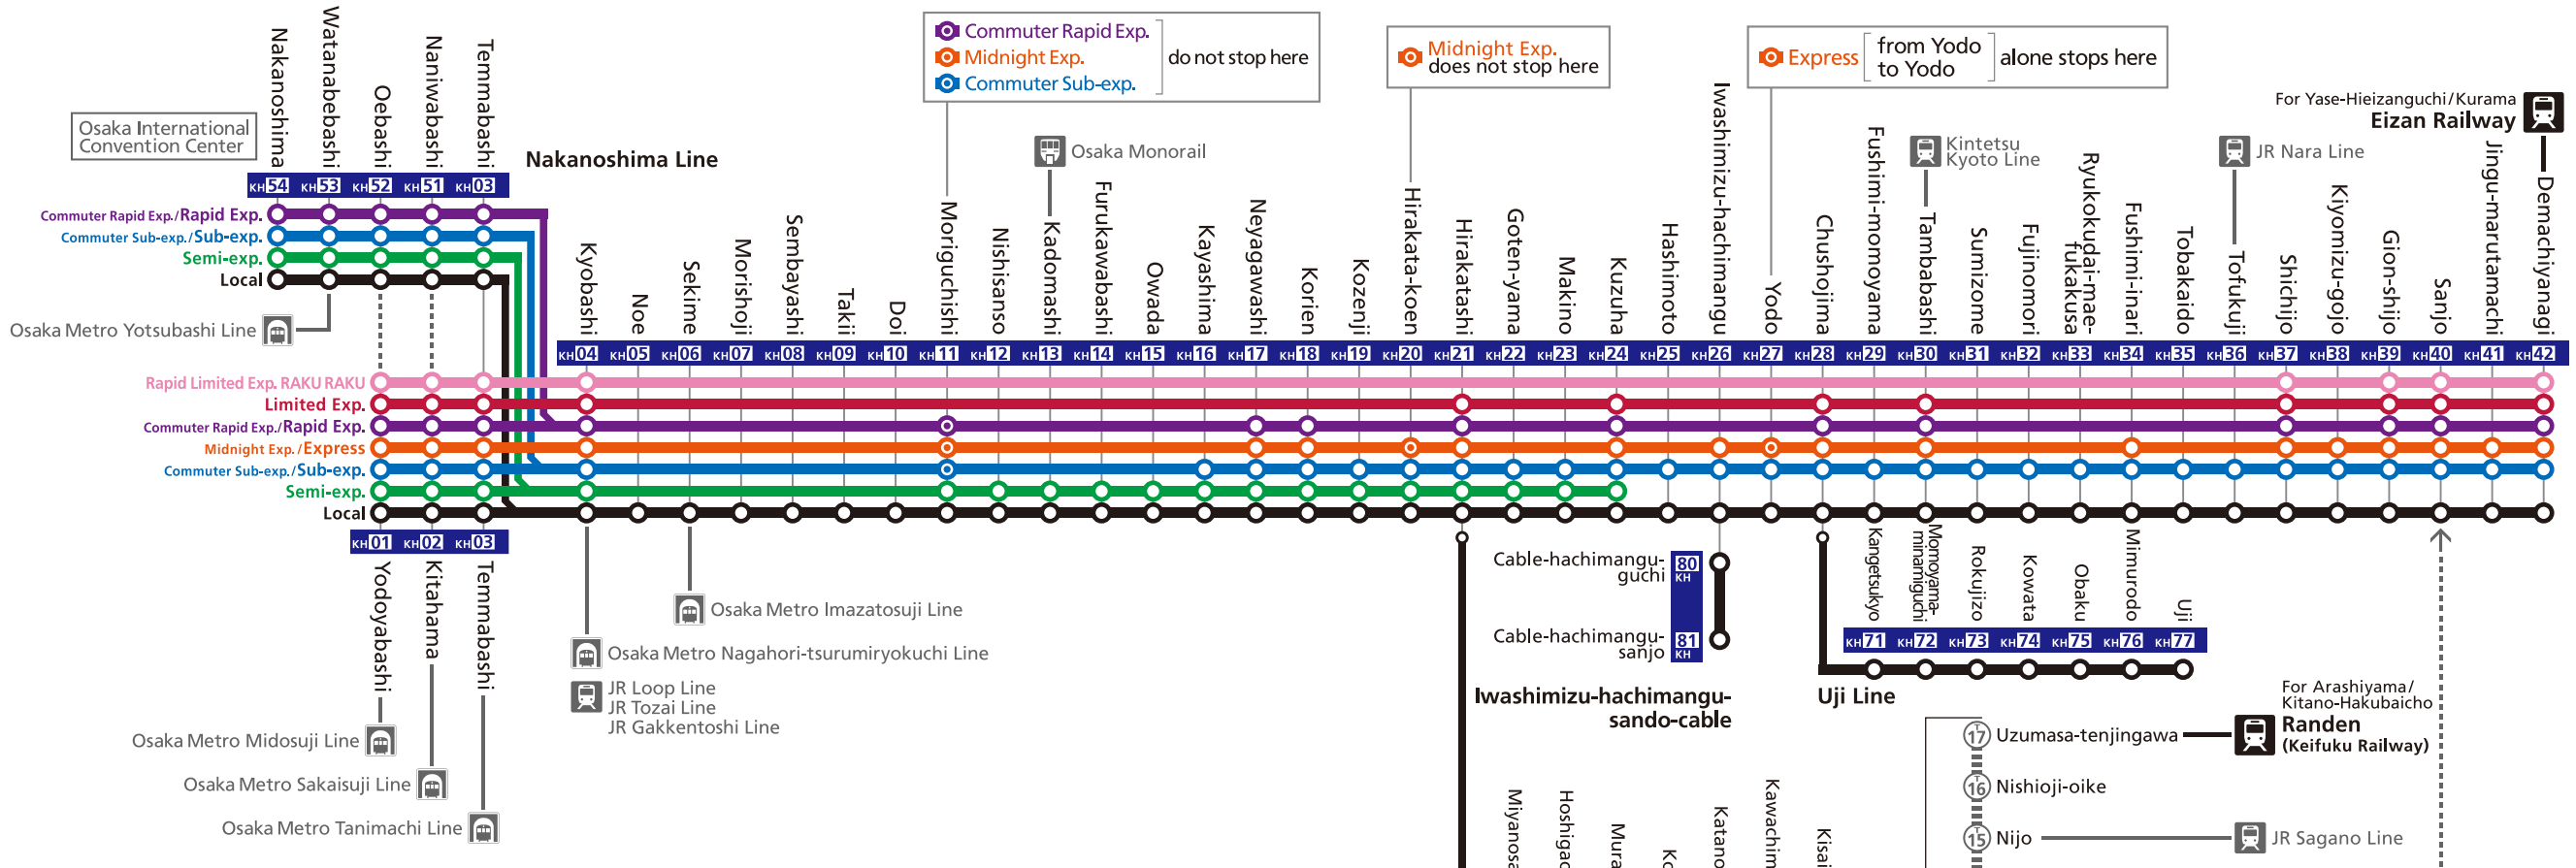 Nakanoshima
Watanabebashi
Oebashi
Naniwabashi
Temmabashi
Osaka International
Convention Center
Nakanoshima Line
KH54 KH53 KH52 KH51 KH03
Commuter Rapid Exp./Rapid Exp.
Commuter Sub-exp./Sub-exp.
Semi-exp.
Local
Osaka Metro Yotsubashi Line
Commuter Rapid Exp.
Midnight Exp.
Commuter Sub-exp.
do not stop here
Midnight Exp.
does not stop here
Express
from Yodo
to Yodo
alone stops here
For Yase-Hieizanguchi/Kurama
Eizan Railway
Osaka Monorail
Kintetsu
Kyoto Line
JR Nara Line
Kyobashi
Noe
Sekime
Morishoji
Sembayashi
Takii
Doi
Moriguchishi
Nishisanso
Kadomashi
Furukawabashi
Owada
Kayashima
Neyagawashi
Korien
Kozenji
Hirakata-koen
Hirakatashi
Goten-yama
Makino
Kuzuha
Hashimoto
Iwashimizu-hachimangu
Yodo
Chushojima
Fushimi-momoyama
Tambabashi
Sumizome
Fujinomori
Ryukokudai-mae-
fukakusa
Fushimi-inari
Tobakaido
Tofukuji
Shichijo
Kiyomizu-gojo
Gion-shijo
Sanjo
Jingu-marutamachi
Demachiyanagi
KH04 KH05 KH06 KH07 KH08 KH09 KH10 KH11 KH12 KH13 KH14 KH15 KH16 KH17 KH18 KH19 KH20 KH21 KH22 KH23 KH24 KH25 KH26 KH27 KH28 KH29 KH30 KH31 KH32 KH33 KH34 KH35 KH36 KH37 KH38 KH39 KH40 KH41 KH42
Rapid Limited Exp. RAKU RAKU
Limited Exp.
Commuter Rapid Exp./Rapid Exp.
Midnight Exp./Express
Commuter Sub-exp./Sub-exp.
Semi-exp.
Local
KH01 KH02 KH03
Yodoyabashi
Kitahama
Temmabashi
Osaka Metro Midosuji Line
Osaka Metro Sakaisuji Line
Osaka Metro Tanimachi Line
Osaka Metro Imazatosuji Line
Osaka Metro Nagahori-tsurumiryokuchi Line
JR Loop Line
JR Tozai Line
JR Gakkentoshi Line
Cable-hachimangu-
guchi
80
KH
Cable-hachimangu-
sanjo
81
KH
Iwashimizu-hachimangu-
sando-cable
Kangetsukyo
Momoyama-
minamiguchi
Rokujizo
Kowata
Obaku
Mimurodo
Uji
KH71 KH72 KH73 KH74 KH75 KH76 KH77
Uji Line
For Arashiyama/
Kitano-Hakubaicho
Randen
(Keifuku Railway)
T
17
Uzumasa-tenjingawa
T
16
Nishioji-oike
T
15
Nijo
JR Sagano Line
Miyanosa
Hoshigao
Mura
Ko
Katano
Kawachim
Kisai